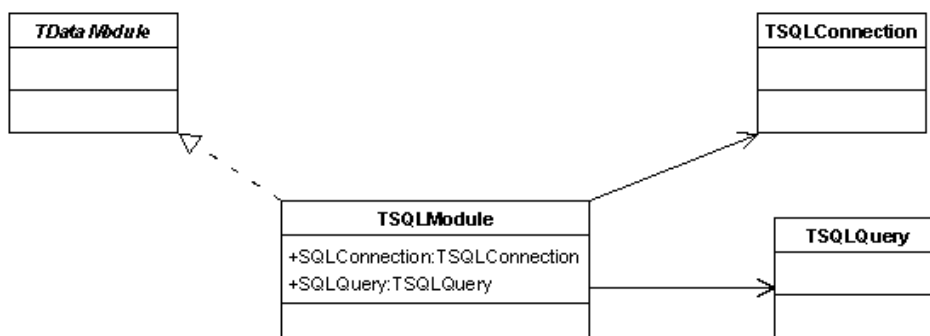 TData Module
TSQLConnection
TSQLModule
+SQLConnection:TSQLConnection
+SQLQuery:TSQLQuery
TSQLQuery